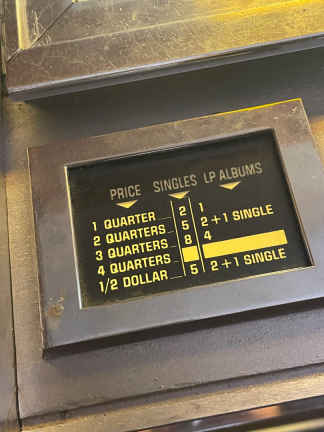 PRICE SINGLES LP ALBUMS
1 QUARTER 2 1
2 QUARTERS 5 2+1 SINGLE
3 QUARTERS 8 4
4 QUARTERS
1/2 DOLLAR 5 2+1 SINGLE